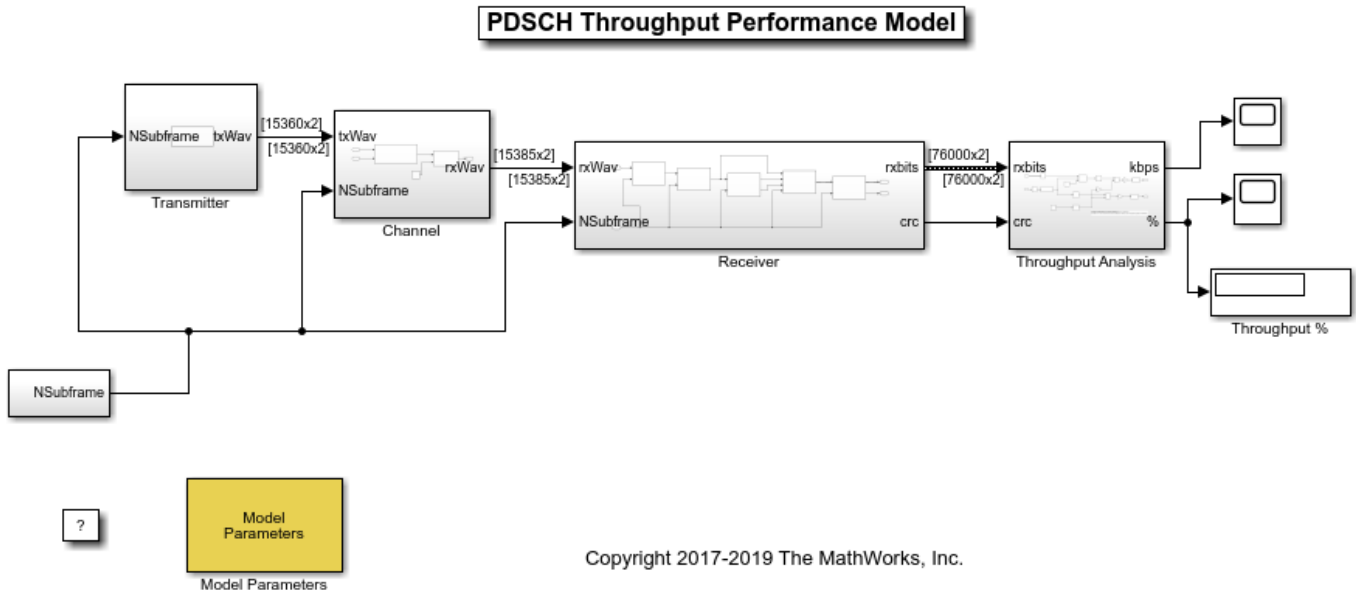 PDSCH Throughput Performance Model
NSubframe
txWav
Transmitter
[15360x2]
[15360x2]
txWav
NSubframe
rxWav
Channel
[15385x2]
[15385x2]
rxWav
NSubframe
rxbits
crc
Receiver
[76000x2]
[76000x2]
rxbits
crc
kbps
%
Throughput Analysis
Throughput %
NSubframe
?
Model
Parameters
Model Parameters
Copyright 2017-2019 The MathWorks, Inc.